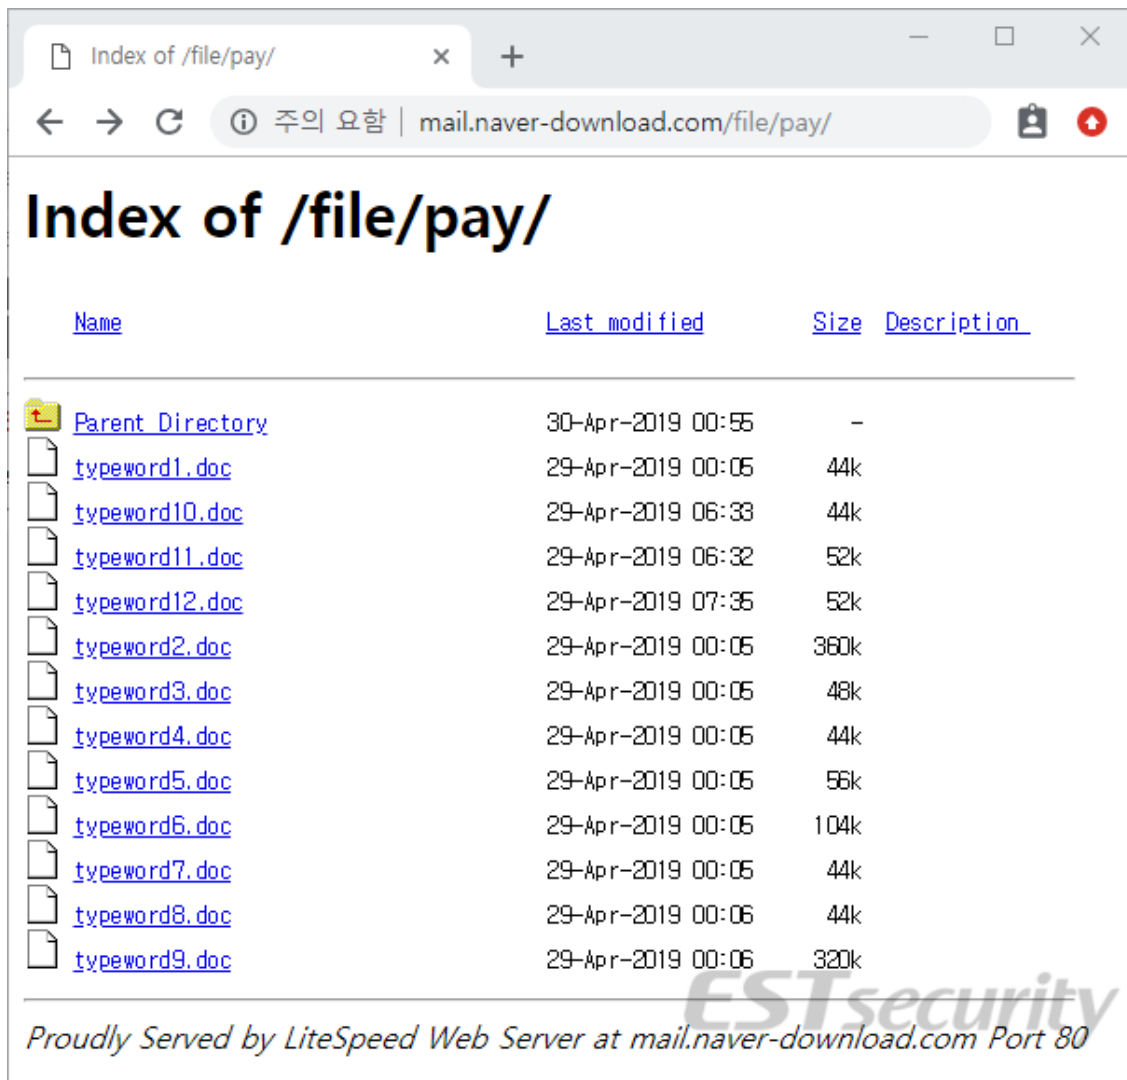 Index of /file/pay/
주의 요함 | mail.naver-download.com/file/pay/
Index of /file/pay/
Name Last modified Size Description
Parent Directory 30-Apr-2019 00:55 -
typeword1.doc 29-Apr-2019 00:05 44k
typeword10.doc 29-Apr-2019 06:33 44k
typeword11.doc 29-Apr-2019 06:32 52k
typeword12.doc 29-Apr-2019 07:35 52k
typeword2.doc 29-Apr-2019 00:05 360k
typeword3.doc 29-Apr-2019 00:05 48k
typeword4.doc 29-Apr-2019 00:05 44k
typeword5.doc 29-Apr-2019 00:05 56k
typeword6.doc 29-Apr-2019 00:05 104k
typeword7.doc 29-Apr-2019 00:05 44k
typeword8.doc 29-Apr-2019 00:06 44k
typeword9.doc 29-Apr-2019 00:06 320k
ESTsecurity
Proudly Served by LiteSpeed Web Server at mail.naver-download.com Port 80